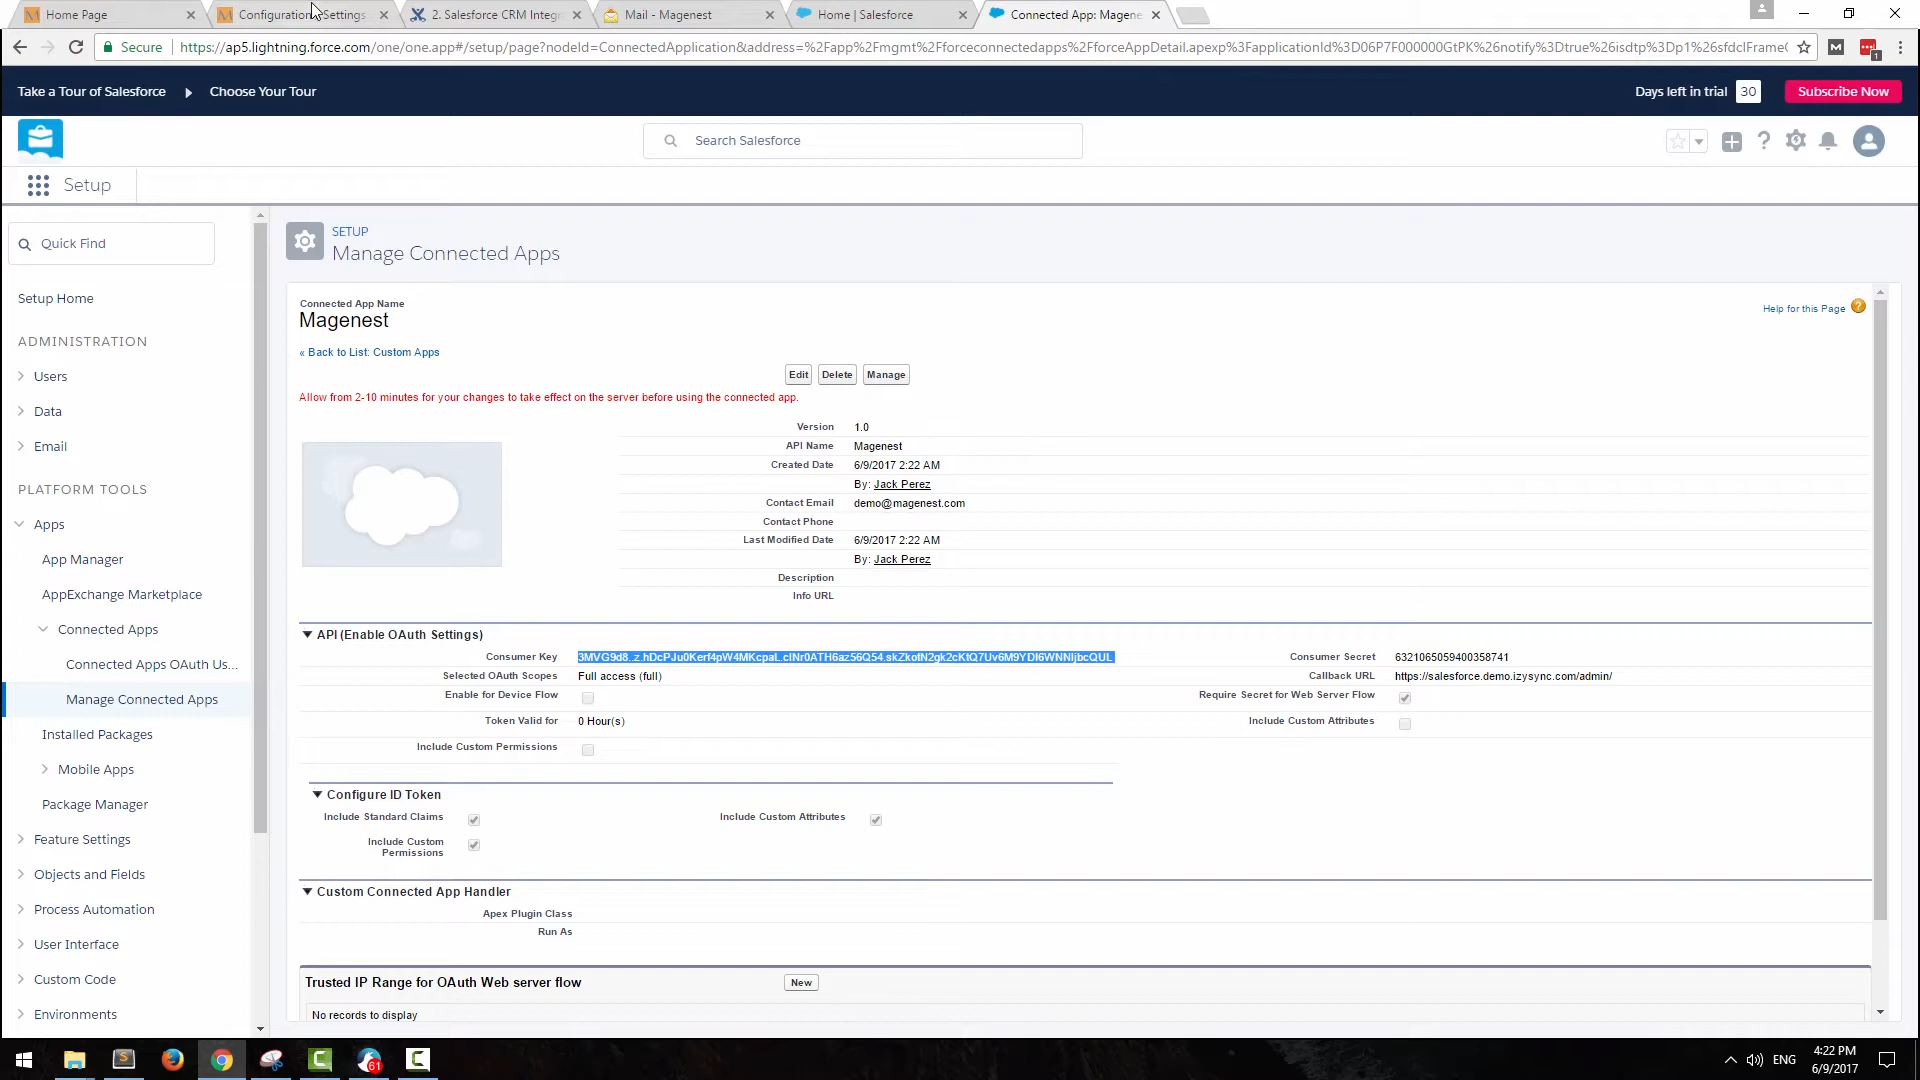 Home Page
Configuration Settings
2. Salesforce CRM Integr
Mail - Magenest
Home | Salesforce
Connected App: Magene
Secure
https://ap5.lightning.force.com/one/one.app#/setup/page?nodeId=ConnectedApplication&address=%2Fapp%2Fmgmt%2Fforceconnectedapps%2FforceAppDetail.apexp%3FapplicationId%3D06P7F000000GtPK%26notify%3Dtrue%26isdtp%3Dp1%26sfdcIFrameC
Take a Tour of Salesforce
Choose Your Tour
Days left in trial 30
Subscribe Now
Search Salesforce
Setup
Quick Find
Setup Home
ADMINISTRATION
Users
Data
Email
PLATFORM TOOLS
Apps
App Manager
AppExchange Marketplace
Connected Apps
Connected Apps OAuth Us...
Manage Connected Apps
Installed Packages
Mobile Apps
Package Manager
Feature Settings
Objects and Fields
Process Automation
User Interface
Custom Code
Environments
SETUP
Manage Connected Apps
Connected App Name
Magenest
Help for this Page
« Back to List: Custom Apps
Edit Delete Manage
Allow from 2-10 minutes for your changes to take effect on the server before using the connected app.
Version 1.0
API Name Magenest
Created Date 6/9/2017 2:22 AM
By: Jack Perez
Contact Email demo@magenest.com
Contact Phone
Last Modified Date 6/9/2017 2:22 AM
By: Jack Perez
Description
Info URL
API (Enable OAuth Settings)
Consumer Key
Consumer Secret 6321065059400358741
Selected OAuth Scopes Full access (full)
Callback URL https://salesforce.demo.izysync.com/admin/
Enable for Device Flow
Require Secret for Web Server Flow
Token Valid for 0 Hour(s)
Include Custom Attributes
Include Custom Permissions
Configure ID Token
Include Standard Claims
Include Custom Attributes
Include Custom
Permissions
Custom Connected App Handler
Apex Plugin Class
Run As
Trusted IP Range for OAuth Web server flow
New
No records to display
61
ENG
4:22 PM
6/9/2017